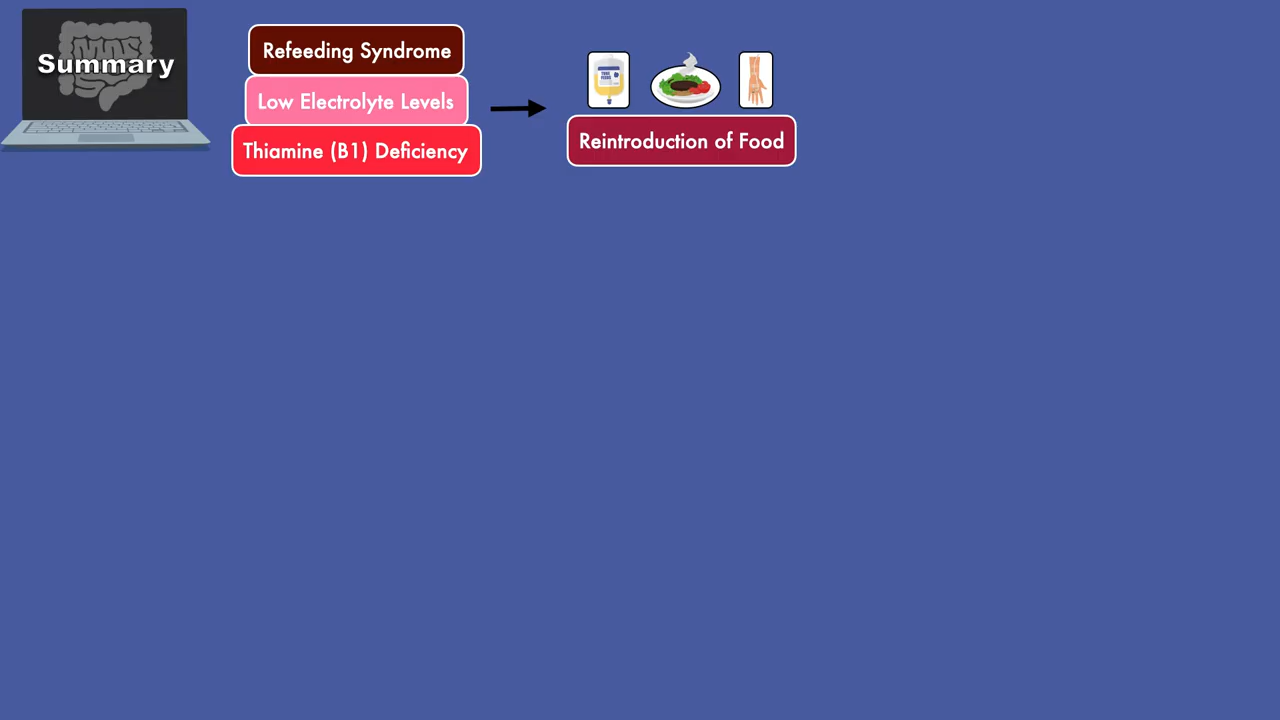 Summary
Refeeding Syndrome
Low Electrolyte Levels
Thiamine (B1) Deficiency
Reintroduction of Food